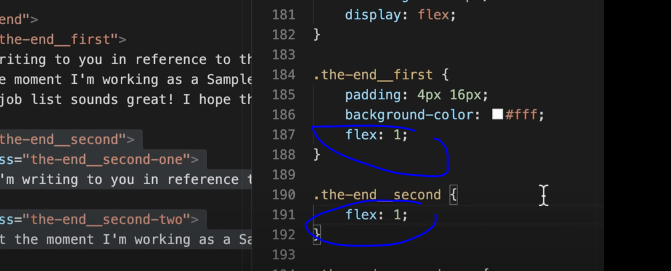 end">
the-end__first">
riting to you in reference to th
e moment I'm working as a Sample
job list sounds great! I hope th
the-end__second">
ss="the-end__second-one">
'm writing to you in reference t
ss="the-end__second-two">
t the moment I'm working as a Sa
181 display: flex;
182 }
183
184 .the-end__first {
185 padding: 4px 16px;
186 background-color: #fff;
187 flex: 1;
188 }
189
190 .the-end__second {
191 flex: 1;
192 }
193